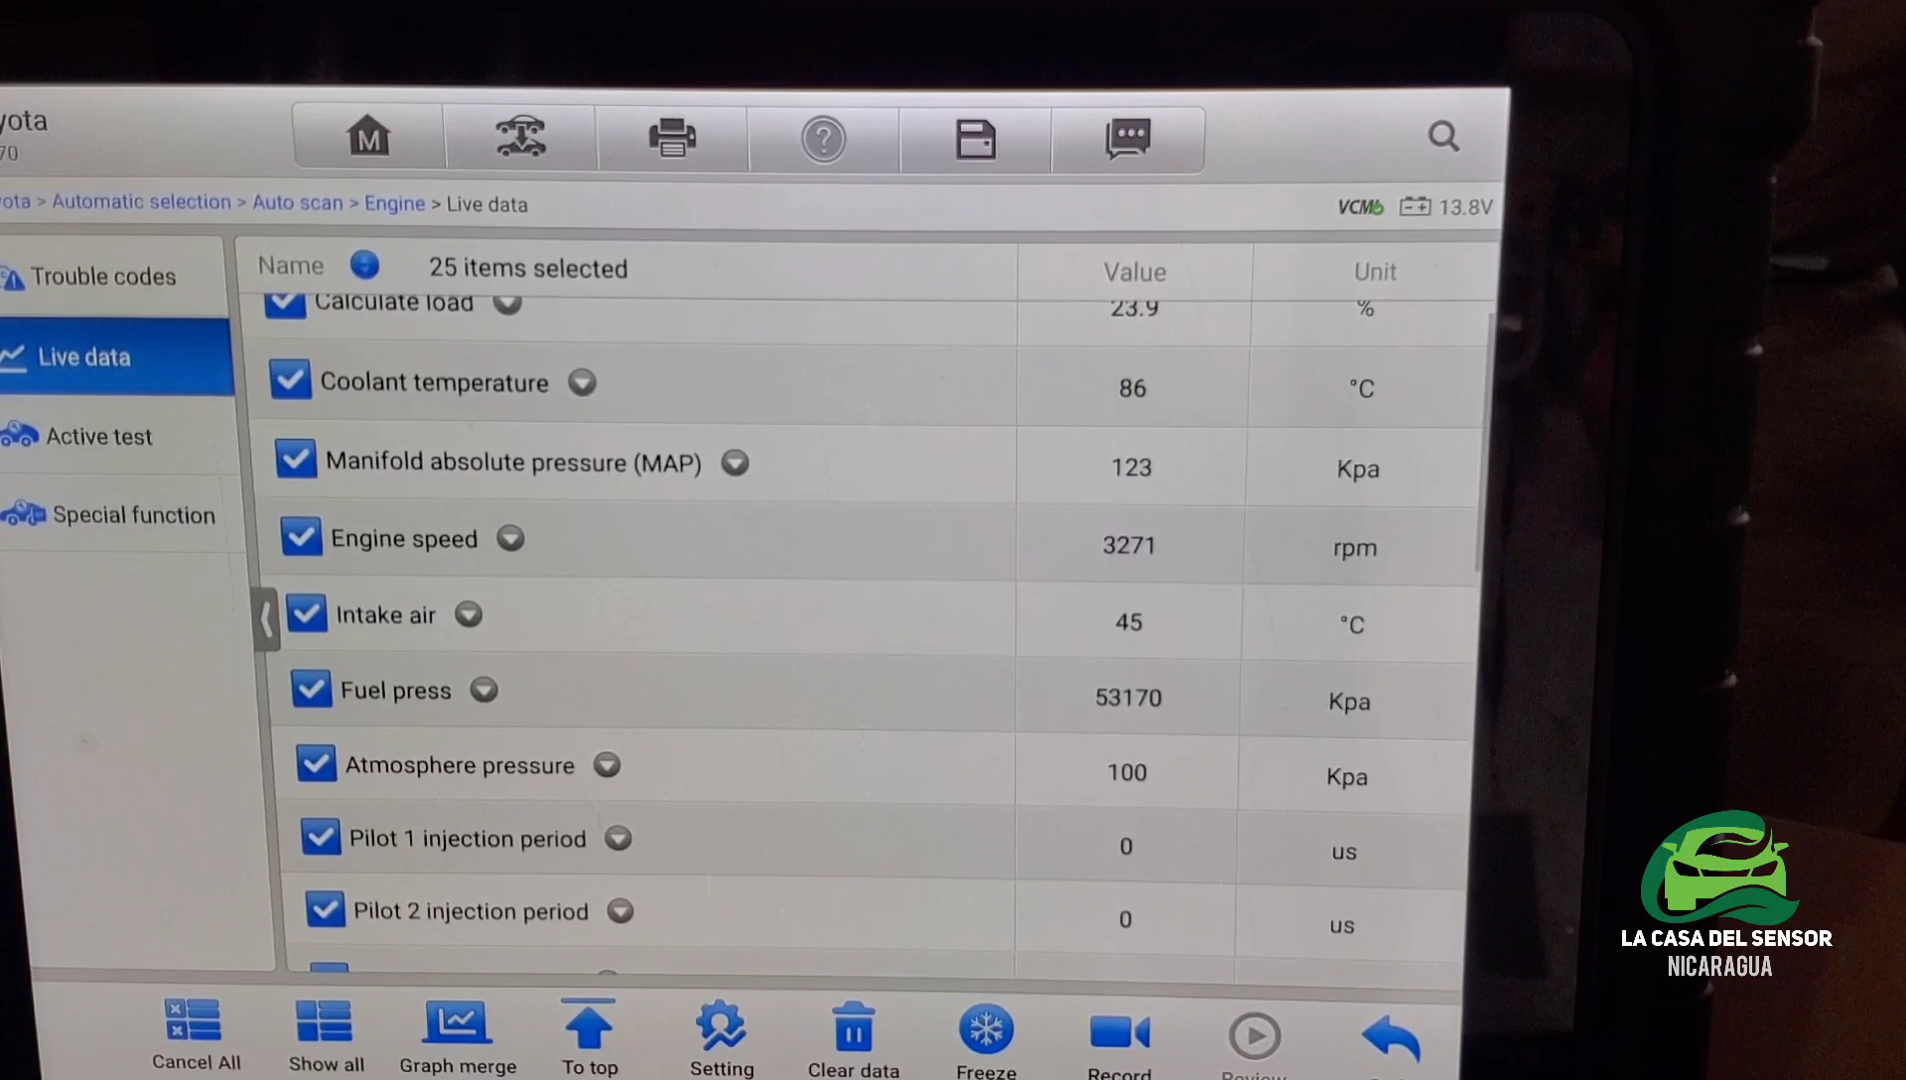 yota
70
M
?
ota > Automatic selection > Auto scan > Engine > Live data
VCMI 13.8V
Trouble codes
Live data
Active test
Special function
Name 25 items selected Value Unit
Calculate load 23.9 %
Coolant temperature 86 °C
Manifold absolute pressure (MAP) 123 Kpa
Engine speed 3271 rpm
Intake air 45 °C
Fuel press 53170 Kpa
Atmosphere pressure 100 Kpa
Pilot 1 injection period 0 us
Pilot 2 injection period 0 us
Cancel All Show all Graph merge To top Setting Clear data Freeze Record Review
LA CASA DEL SENSOR
NICARAGUA